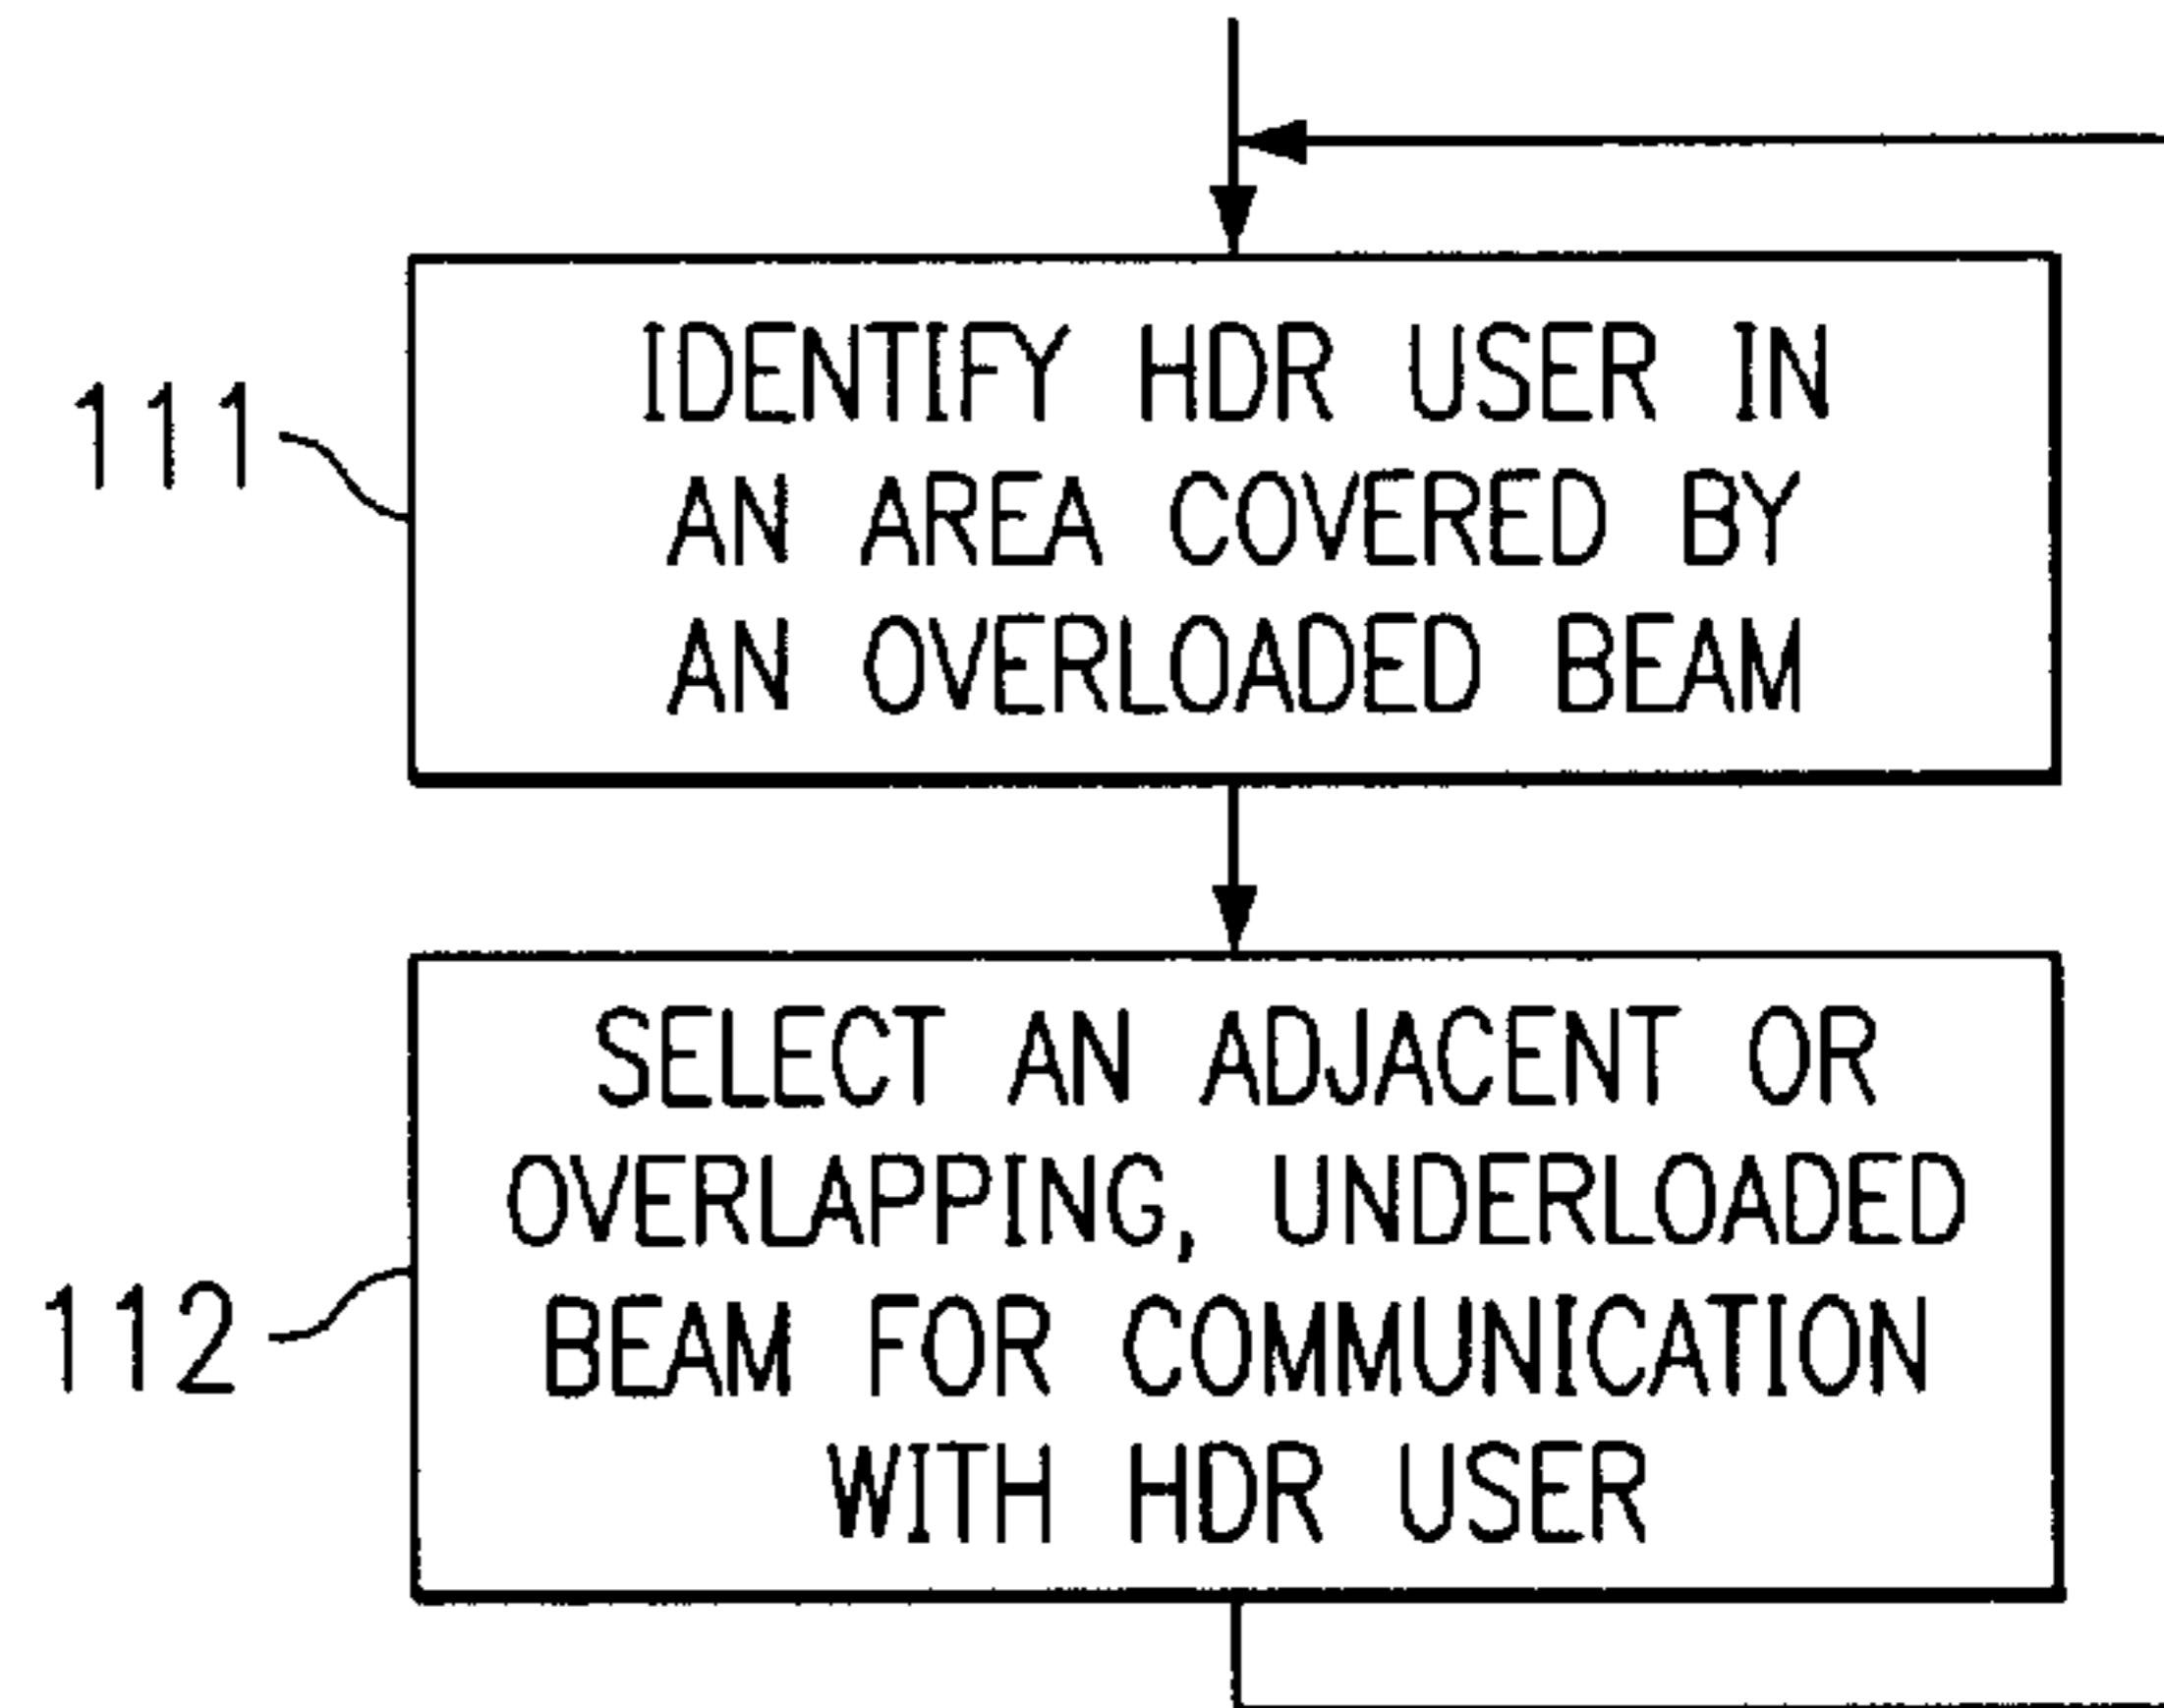 111
IDENTIFY HDR USER IN
AN AREA COVERED BY
AN OVERLOADED BEAM
112
SELECT AN ADJACENT OR
OVERLAPPING, UNDERLOADED
BEAM FOR COMMUNICATION
WITH HDR USER